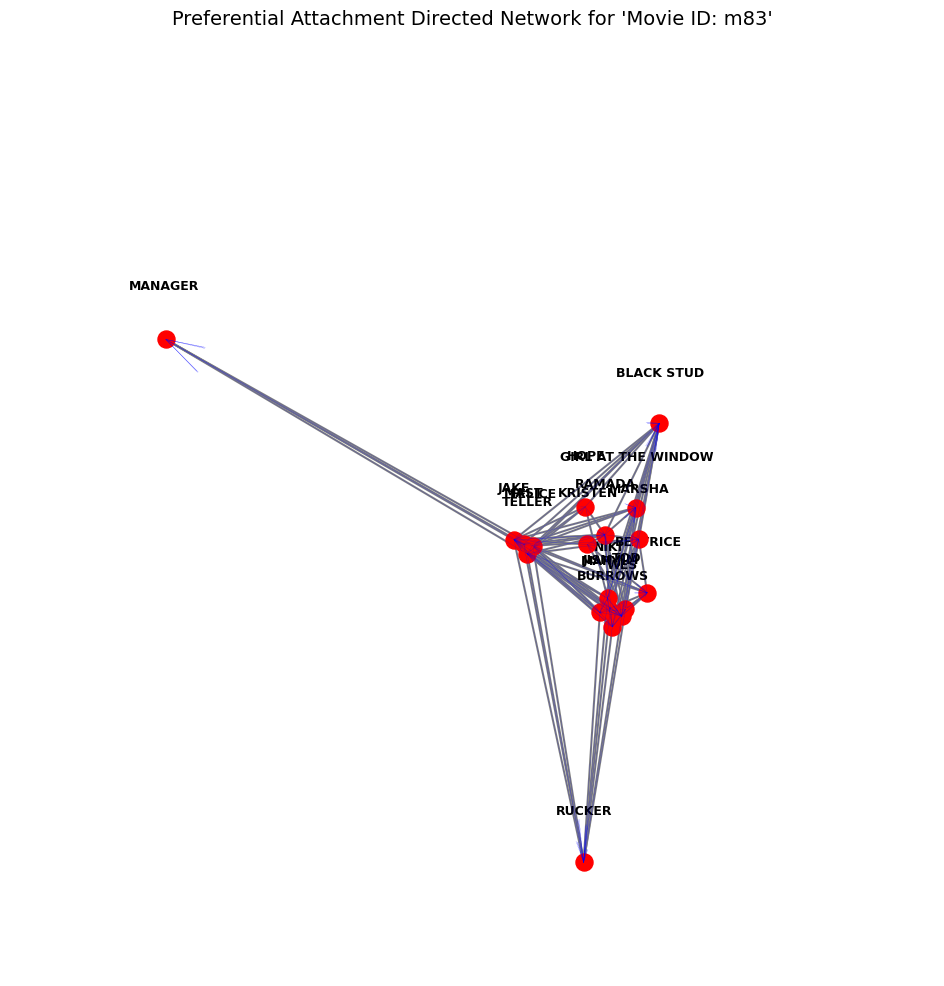 Preferential Attachment Directed Network for 'Movie ID: m83'
MANAGER
BLACK STUD
HOPE
GIRL AT THE WINDOW
RAMADA
JAKE
MARSHA
KRISTEN
TELLER
BEATRICE
NIKI
TOD
WES
BURROWS
RUCKER